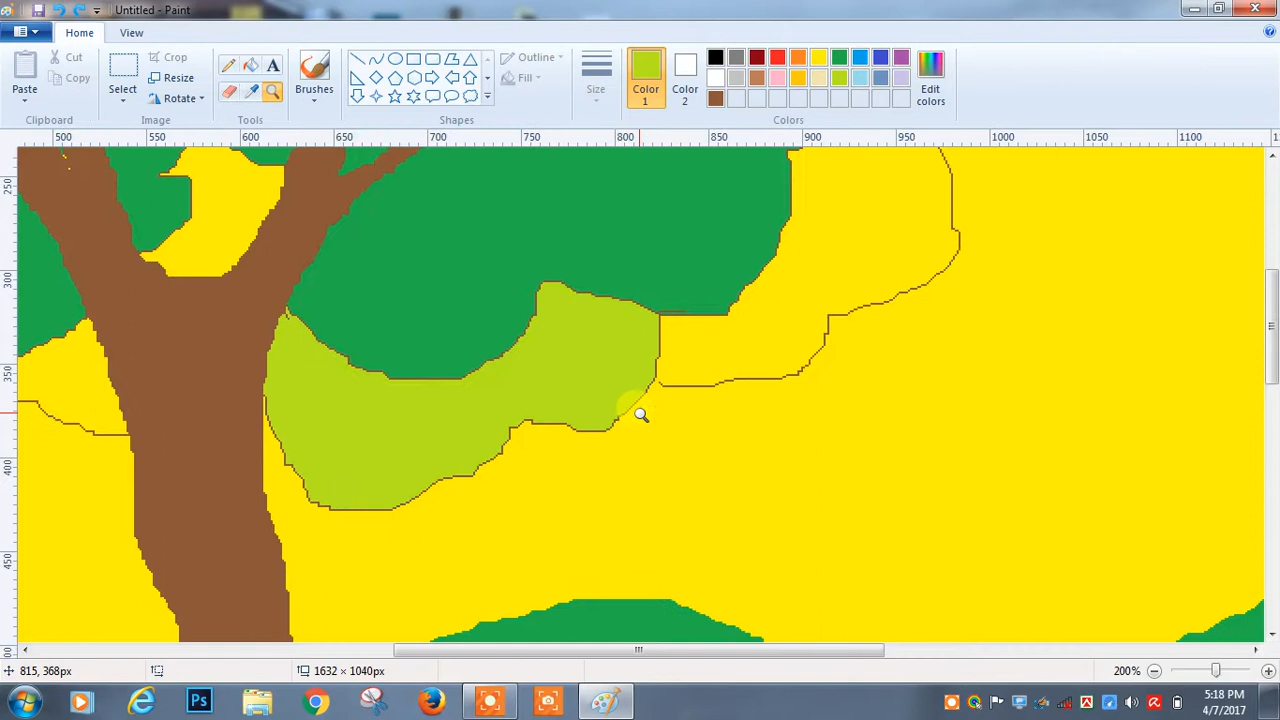 Untitled - Paint
Home
View
Paste
Cut
Copy
Clipboard
Select
Crop
Resize
Rotate
Image
A
Tools
Brushes
Outline
Fill
Shapes
Size
Color 1
Color 2
Edit colors
Colors
500 550 600 650 700 750 800 850 900 950 1000 1050 1100
250
300
350
400
450
815, 368px
1632 × 1040px
200%
Ps
5:18 PM
4/7/2017